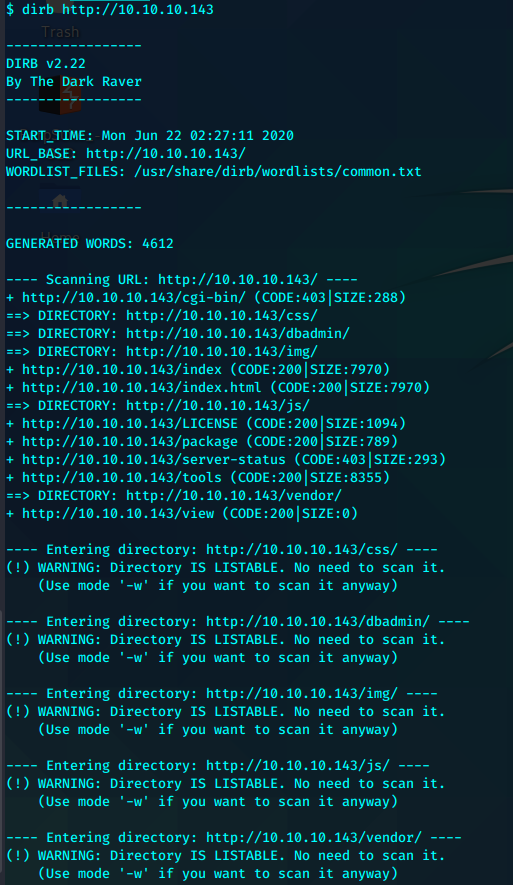 $ dirb http://10.10.10.143
Trash
-----------------
DIRB v2.22
By The Dark Raver
-----------------
START_TIME: Mon Jun 22 02:27:11 2020
URL_BASE: http://10.10.10.143/
WORDLIST_FILES: /usr/share/dirb/wordlists/common.txt
-----------------
Home
GENERATED WORDS: 4612
---- Scanning URL: http://10.10.10.143/ ----
+ http://10.10.10.143/cgi-bin/ (CODE:403|SIZE:288)
==> DIRECTORY: http://10.10.10.143/css/
==> DIRECTORY: http://10.10.10.143/dbadmin/
==> DIRECTORY: http://10.10.10.143/img/
+ http://10.10.10.143/index (CODE:200|SIZE:7970)
+ http://10.10.10.143/index.html (CODE:200|SIZE:7970)
==> DIRECTORY: http://10.10.10.143/js/
+ http://10.10.10.143/LICENSE (CODE:200|SIZE:1094)
+ http://10.10.10.143/package (CODE:200|SIZE:789)
+ http://10.10.10.143/server-status (CODE:403|SIZE:293)
+ http://10.10.10.143/tools (CODE:200|SIZE:8355)
==> DIRECTORY: http://10.10.10.143/vendor/
+ http://10.10.10.143/view (CODE:200|SIZE:0)
---- Entering directory: http://10.10.10.143/css/ ----
(!) WARNING: Directory IS LISTABLE. No need to scan it.
(Use mode '-w' if you want to scan it anyway)
---- Entering directory: http://10.10.10.143/dbadmin/ ----
(!) WARNING: Directory IS LISTABLE. No need to scan it.
(Use mode '-w' if you want to scan it anyway)
---- Entering directory: http://10.10.10.143/img/ ----
(!) WARNING: Directory IS LISTABLE. No need to scan it.
(Use mode '-w' if you want to scan it anyway)
---- Entering directory: http://10.10.10.143/js/ ----
(!) WARNING: Directory IS LISTABLE. No need to scan it.
(Use mode '-w' if you want to scan it anyway)
---- Entering directory: http://10.10.10.143/vendor/ ----
(!) WARNING: Directory IS LISTABLE. No need to scan it.
(Use mode '-w' if you want to scan it anyway)